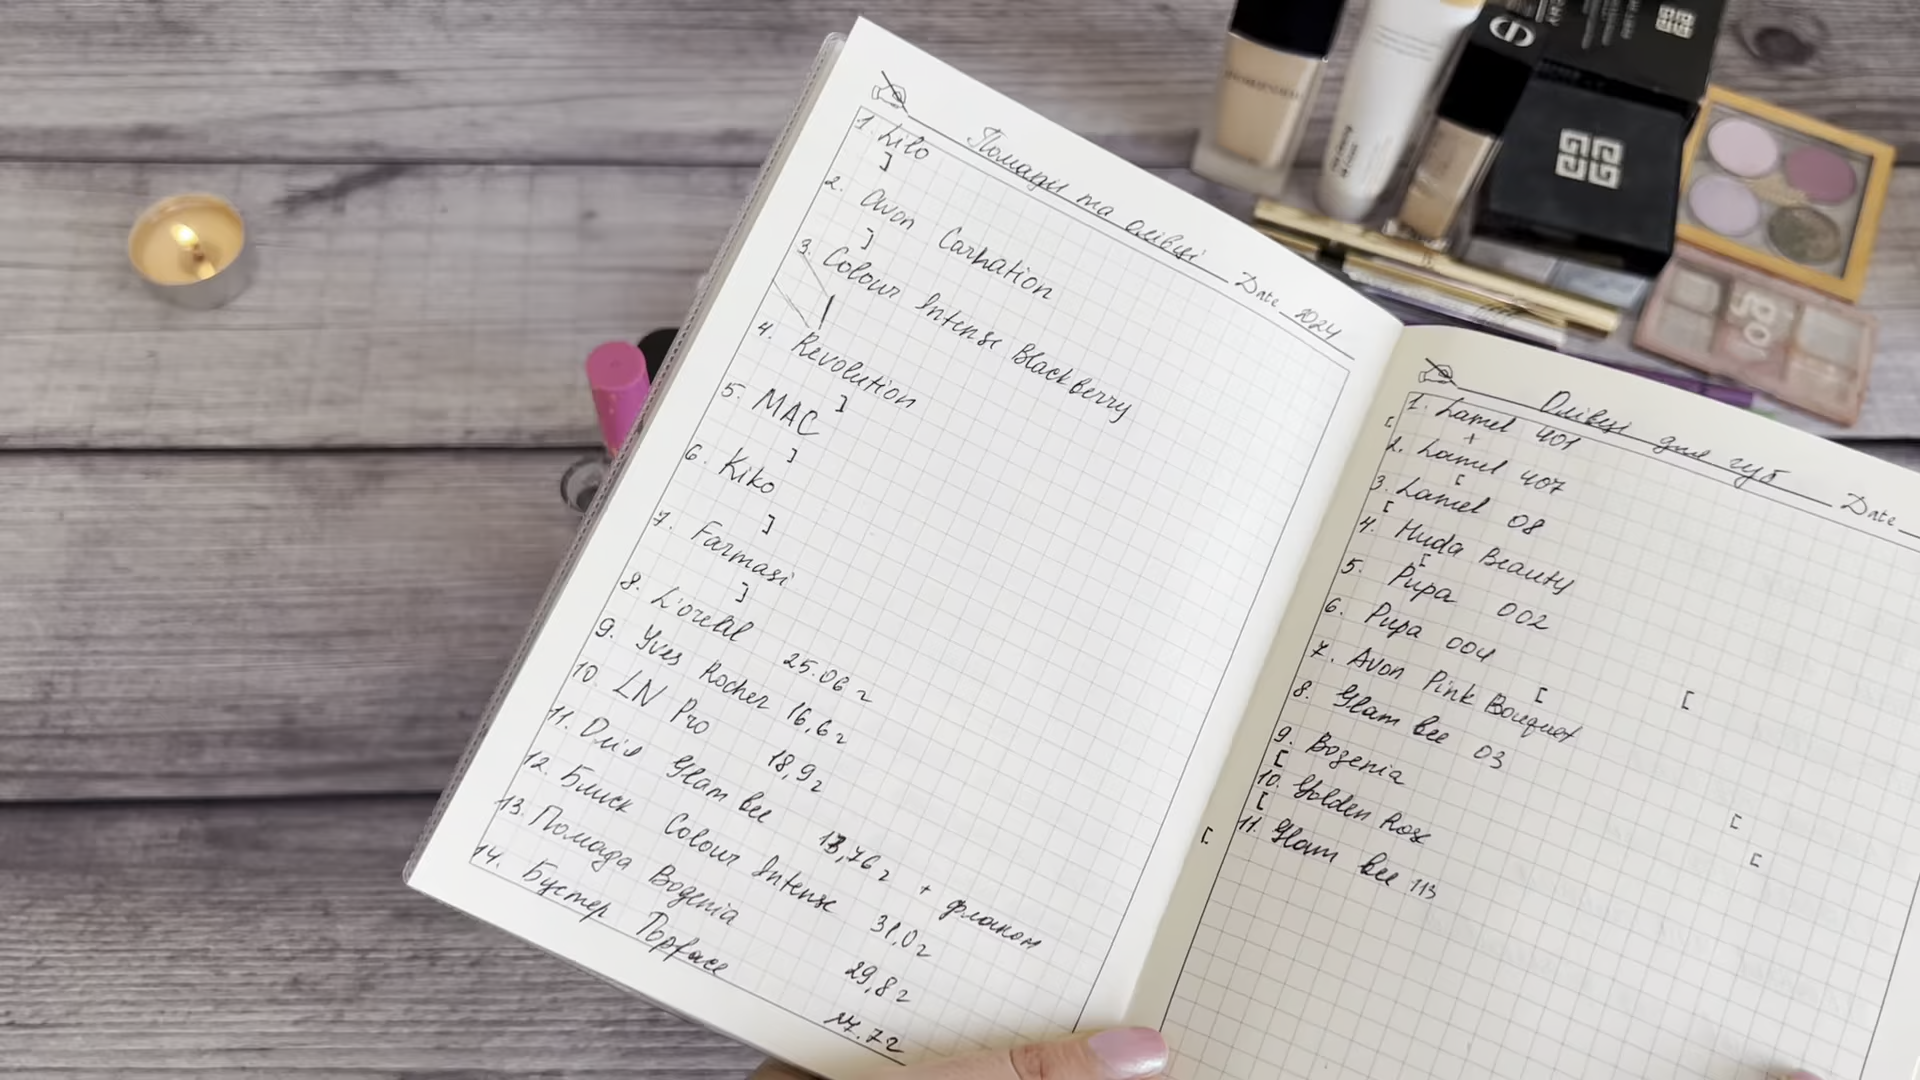 Помади та олівці Date 2024
1. Lilo
2. Avon Carnation
3. Colour Intense Blackberry
4. Revolution
5. MAC
6. Kiko
7. Farmasi
8. L'oreal 25.06 г
9. Yves Rocher 16,6 г
10. LN Pro 18,9 г
11. Олія Glam bee 13,76 г + флакон
12. Блиск Colour Intense 31,0 г
13. Помада Bogenia 29,8 г
14. Бустер Topface 17.7 г
Олівці для губ Date
1. Lamel 401
2. Lamel 407
3. Lamel 08
4. Huda Beauty
5. Pupa 002
6. Pupa 004
7. Avon Pink Bouquet
8. Glam bee 03
9. Bogenia
10. Golden Rose
11. Glam bee 113